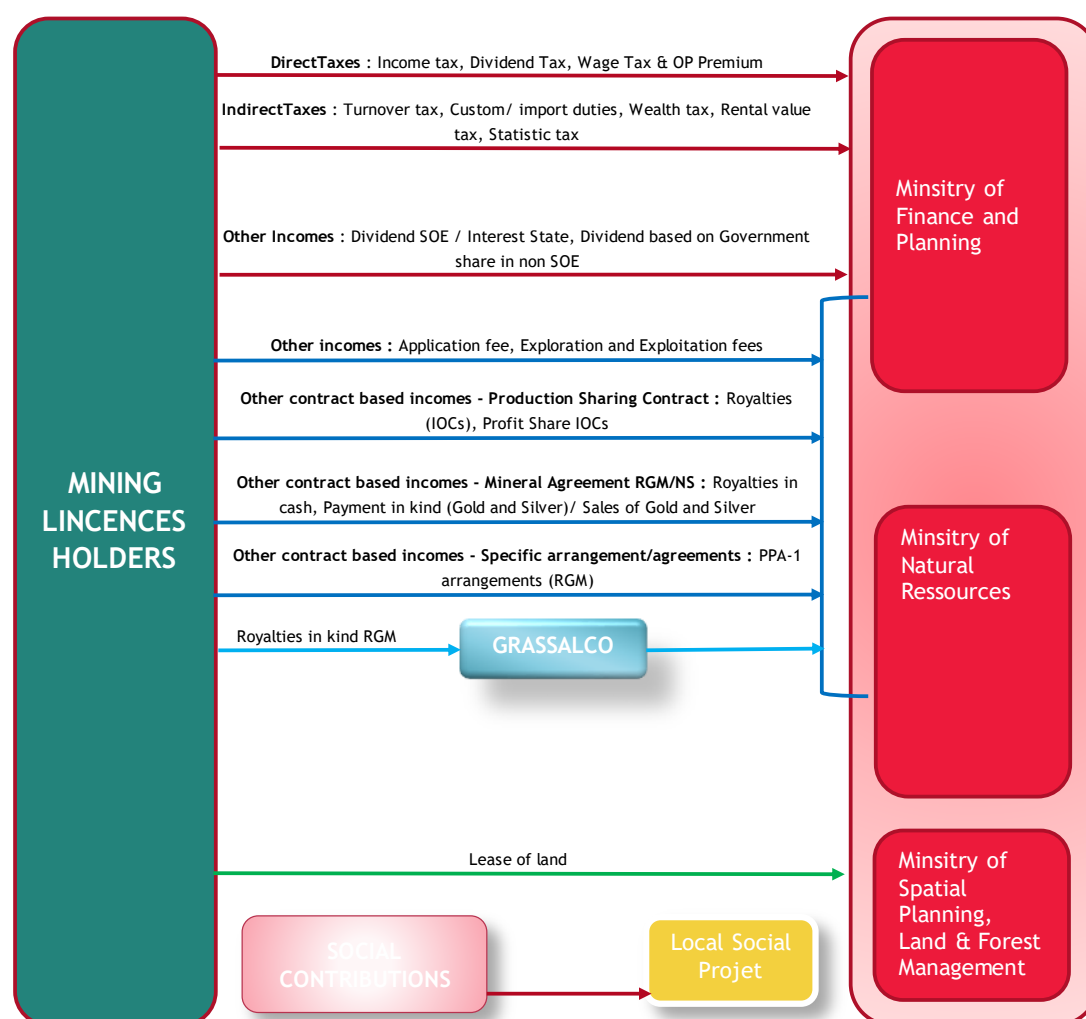 DirectTaxes : Income tax, Dividend Tax, Wage Tax & OP Premium
IndirectTaxes : Turnover tax, Custom/ import duties, Wealth tax, Rental value
tax, Statistic tax
Minsitry of
Finance and
Planning
Other Incomes : Dividend SOE / Interest State, Dividend based on Government
share in non SOE
Other incomes : Application fee, Exploration and Exploitation fees
Other contract based incomes - Production Sharing Contract : Royalties
(IOCs), Profit Share IOCs
MINING
LINCENCES
HOLDERS
Other contract based incomes - Mineral Agreement RGM/NS : Royalties in
cash, Payment in kind (Gold and Silver)/ Sales of Gold and Silver
Minsitry of
Natural
Ressources
Other contract based incomes - Specific arrangement/agreements : PPA-1
arrangements (RGM)
Royalties in kind RGM
GRASSALCO
Lease of land
Minsitry of
Spatial
Planning,
Land & Forest
Management
SOCIAL
CONTRIBUTIONS
Local Social
Projet